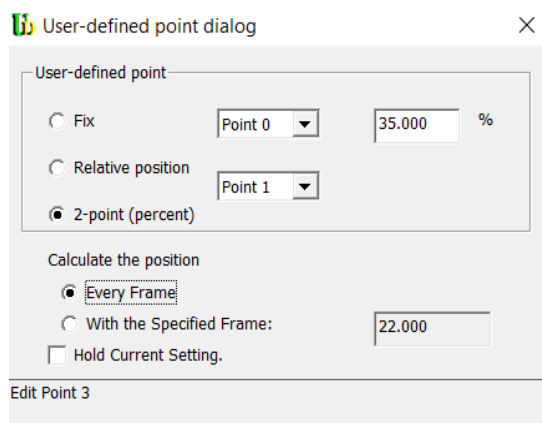 User-defined point dialog
User-defined point
Fix
Point 0
35.000
%
Relative position
Point 1
2-point (percent)
Calculate the position
Every Frame
With the Specified Frame:
22.000
Hold Current Setting.
Edit Point 3